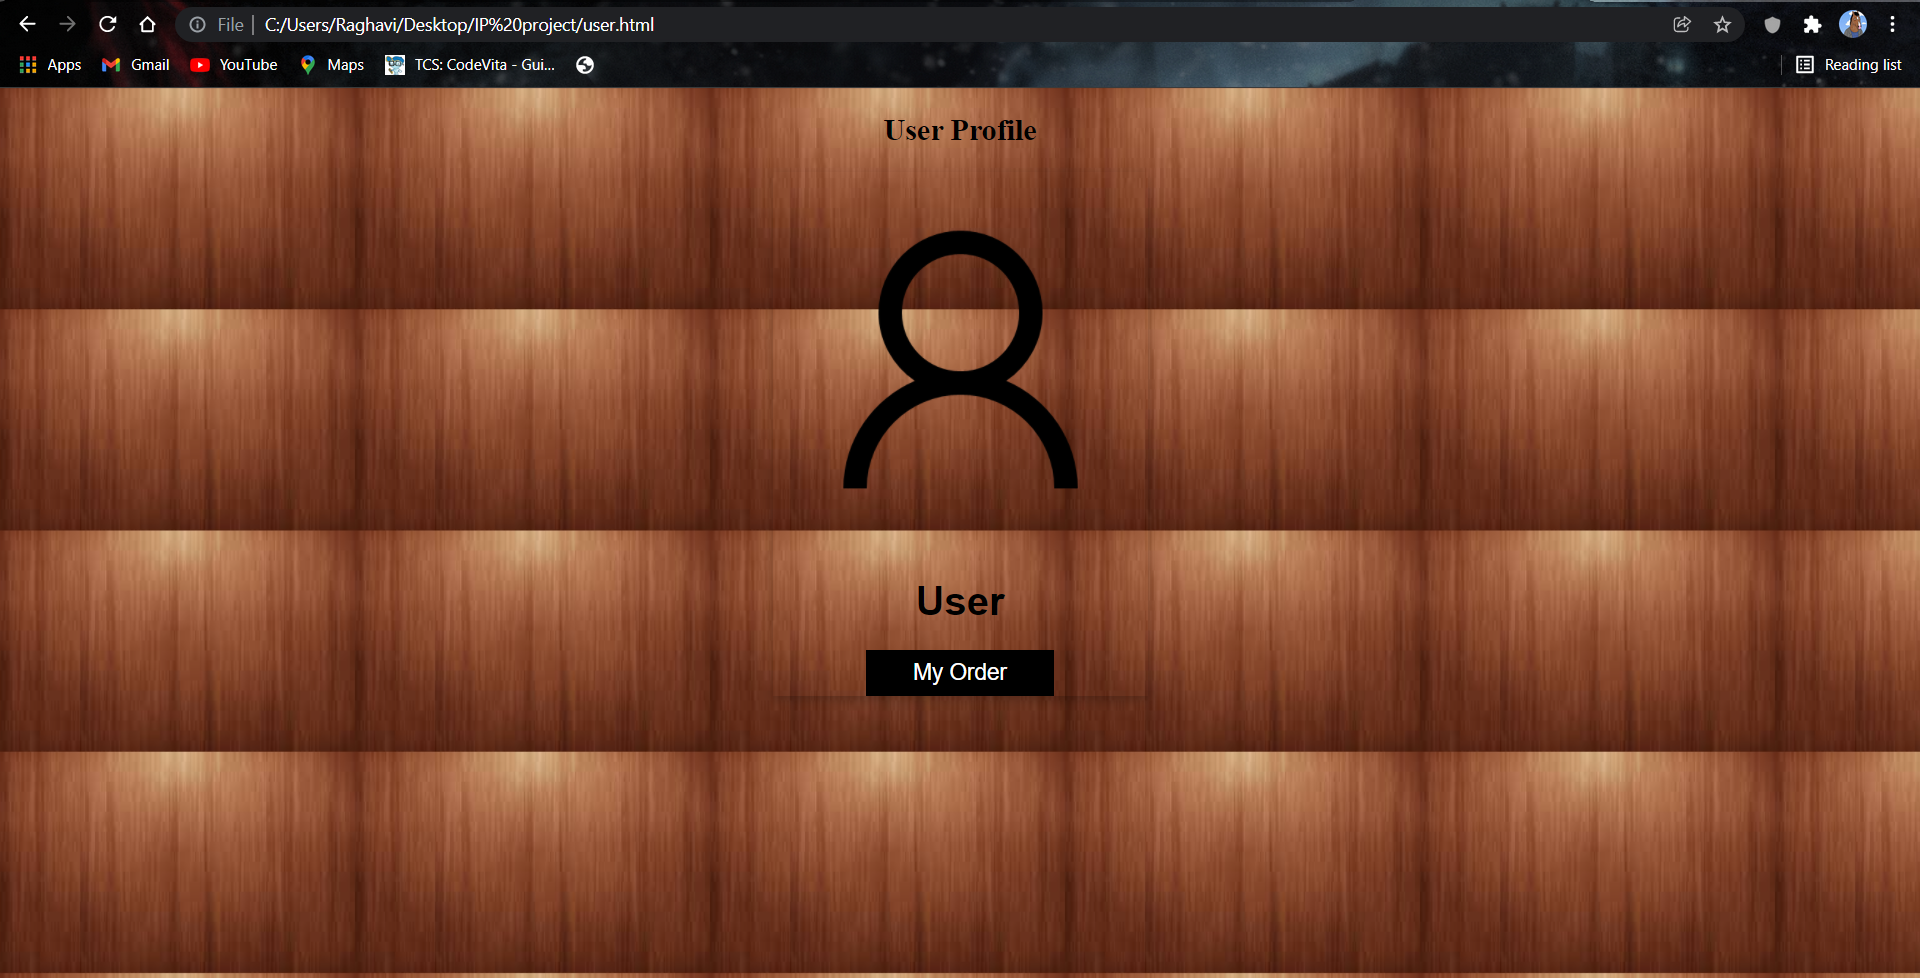 File | C:/Users/Raghavi/Desktop/IP%20project/user.html
Apps Gmail YouTube Maps TCS: CodeVita - Gui... Reading list
User Profile
User
My Order